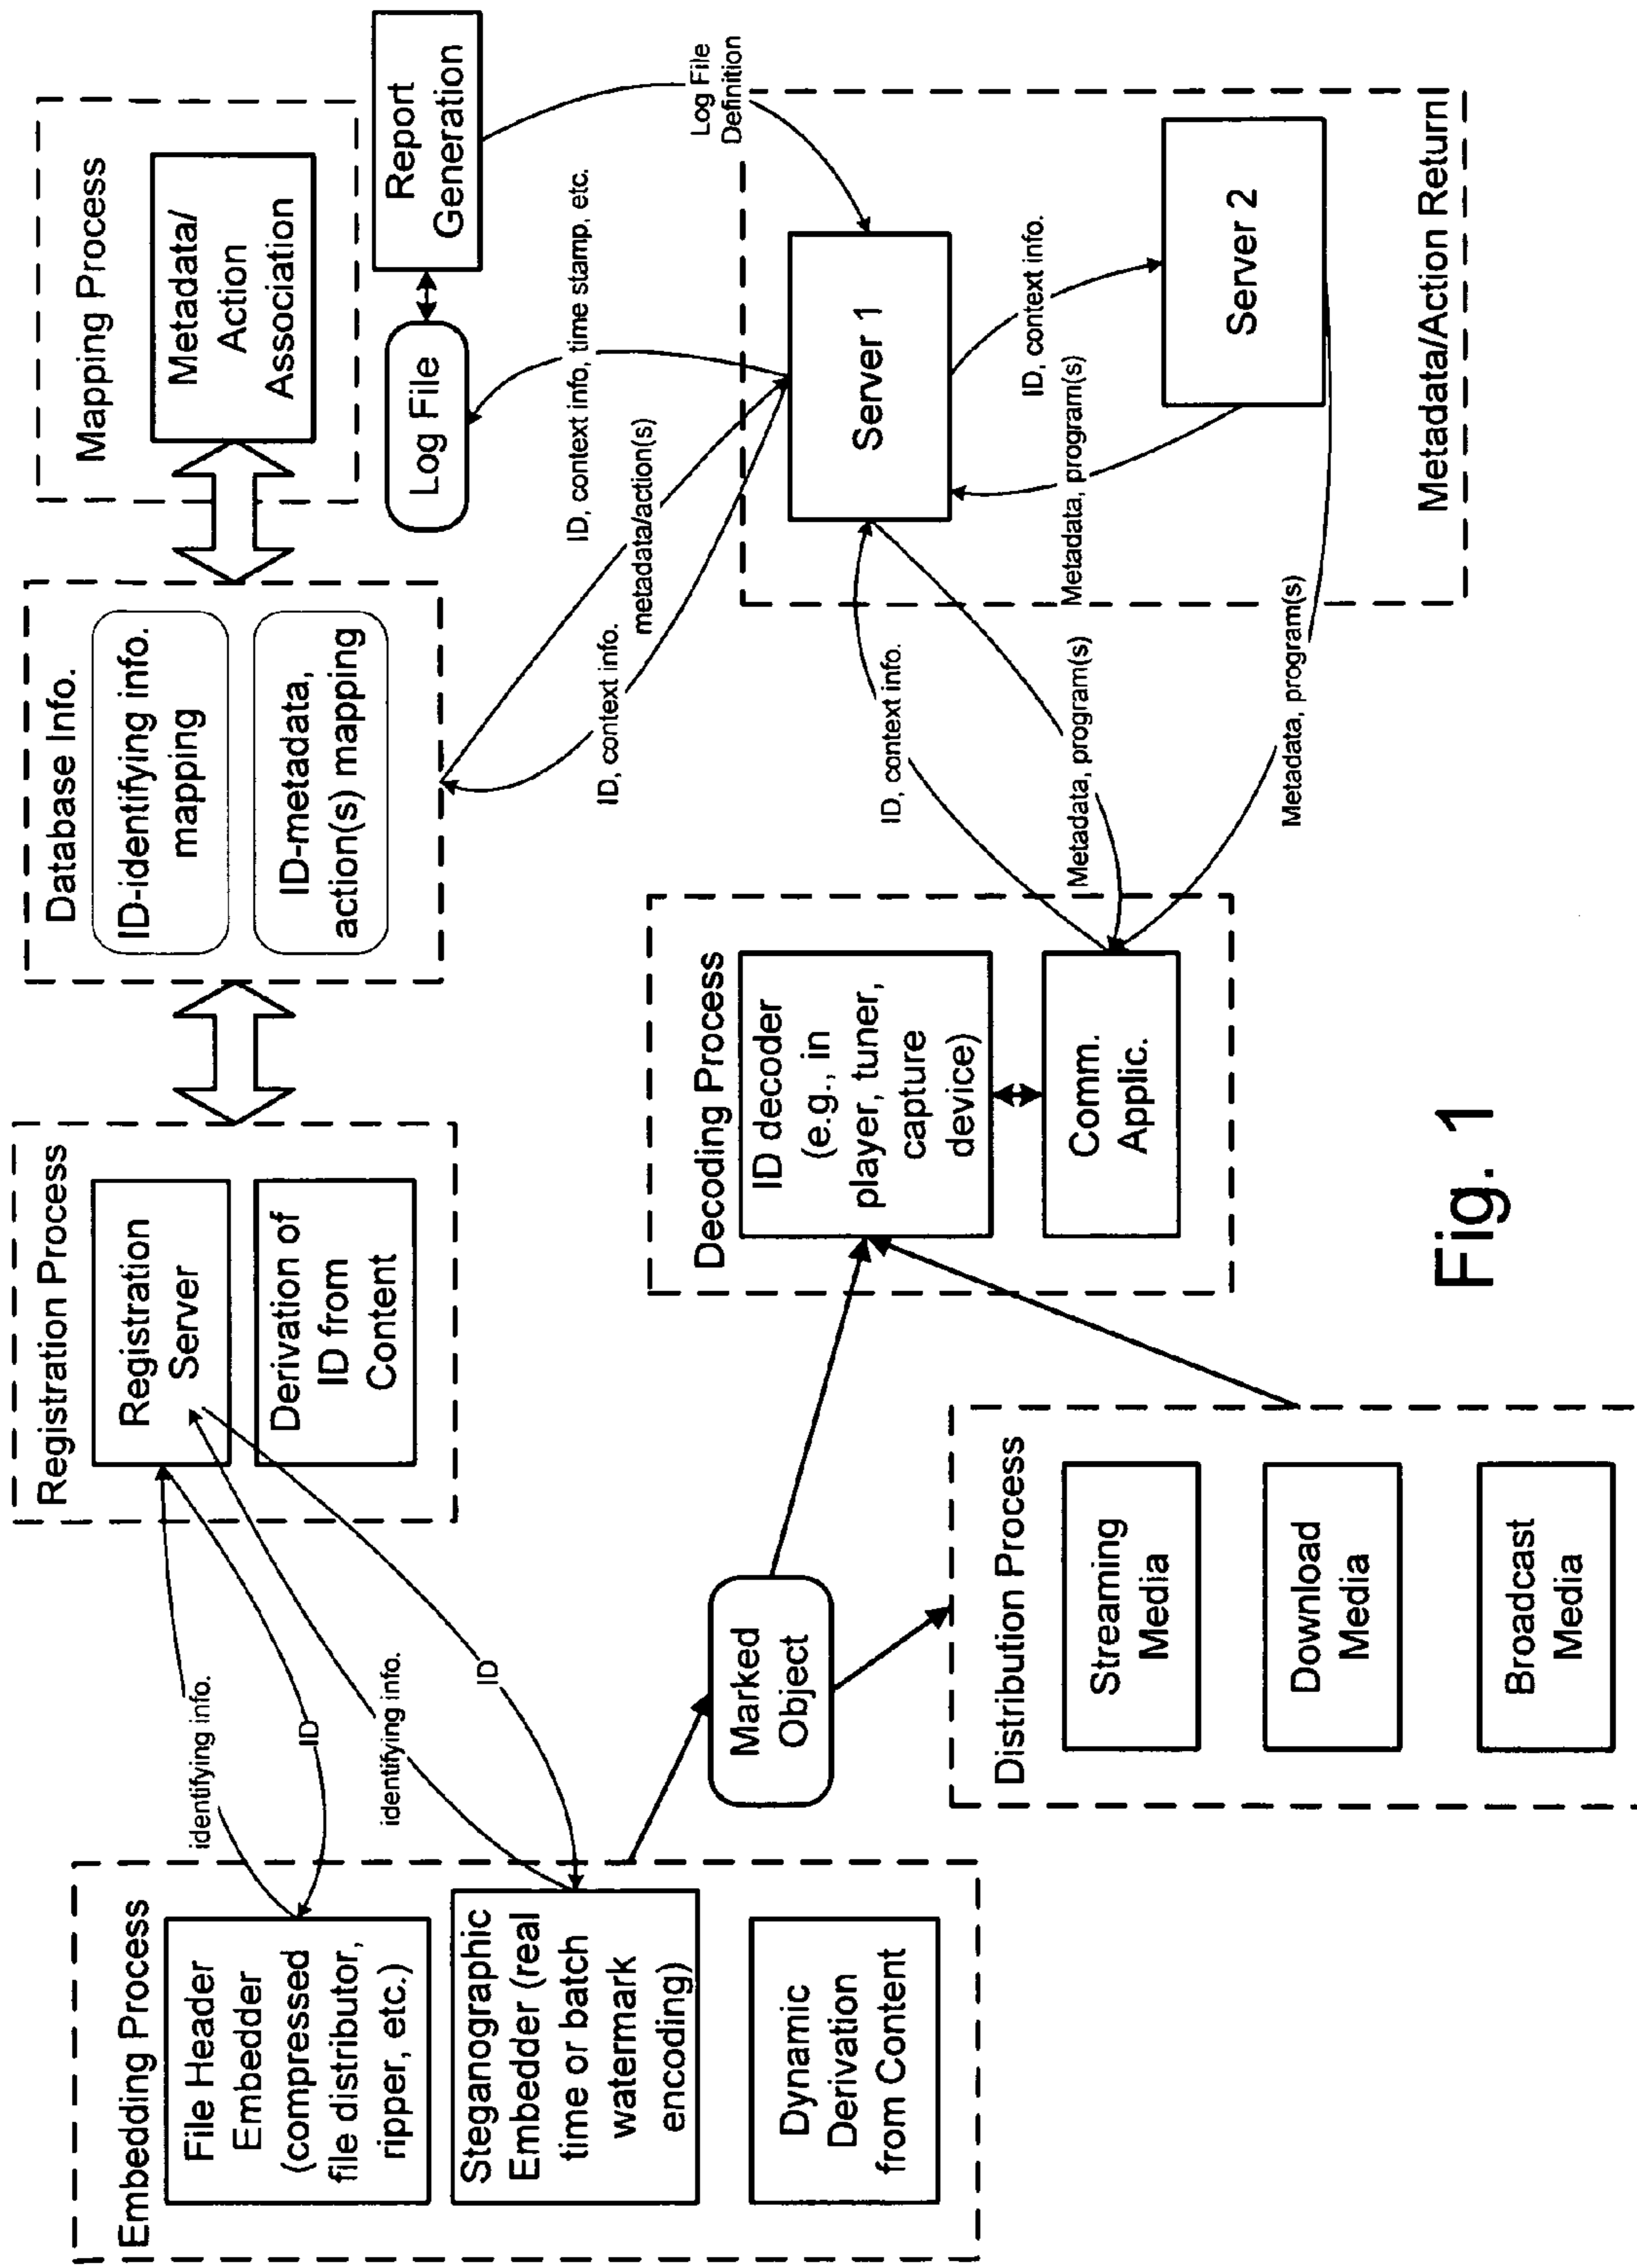 Embedding Process
File Header
Embedder
(compressed
file distributor,
ripper, etc.)
Steganographic
Embedder (real
time or batch
watermark
encoding)
Dynamic
Derivation
from Content
identifying info.
ID
identifying info.
ID
Registration Process
Registration
Server
Derivation of
ID from
Content
Database Info.
ID-identifying info.
mapping
ID-metadata,
action(s) mapping
Mapping Process
Metadata/
Action
Association
Marked
Object
Distribution Process
Streaming
Media
Download
Media
Broadcast
Media
Decoding Process
ID decoder
(e.g., in
player, tuner,
capture
device)
Comm.
Applic.
ID, context info.
metadata/action(s)
ID, context info, time stamp, etc.
Log File
Report
Generation
Log File
Definition
ID, context info.
Metadata, program(s)
Metadata, program(s)
Server 1
ID, context info.
Metadata, program(s)
Server 2
Metadata/Action Return
Fig. 1